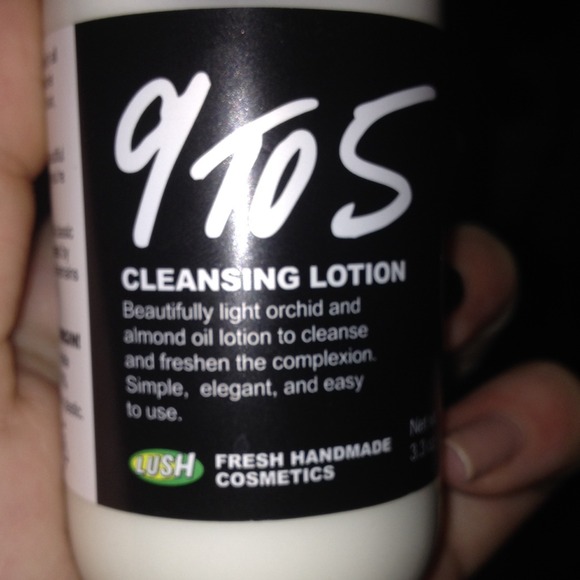 9 TO 5
CLEANSING LOTION
Beautifully light orchid and
almond oil lotion to cleanse
and freshen the complexion.
Simple, elegant, and easy
to use.
LUSH
FRESH HANDMADE
COSMETICS